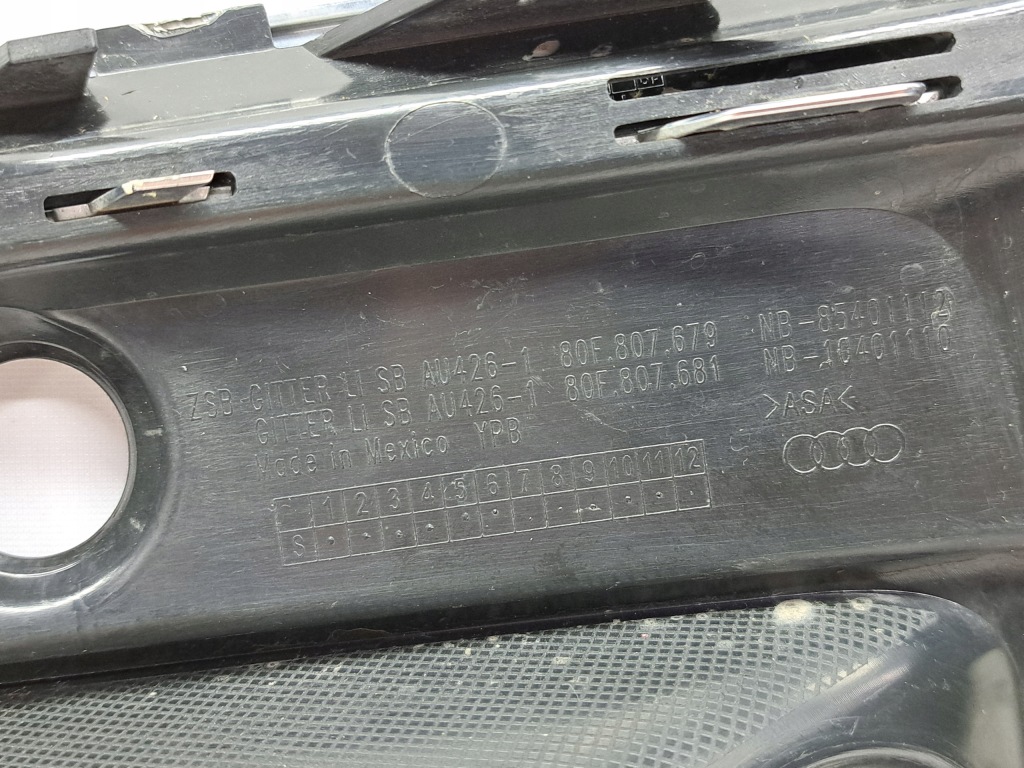 ZSB-GITTER LI SB AU426-1 80F.807.679 NB-85401112
GITTER LI SB AU426-1 80F.807.681 NB-10401110
Made in Mexico YPB
>ASA<
1 2 3 4 5 6 7 8 9 10 11 12
S